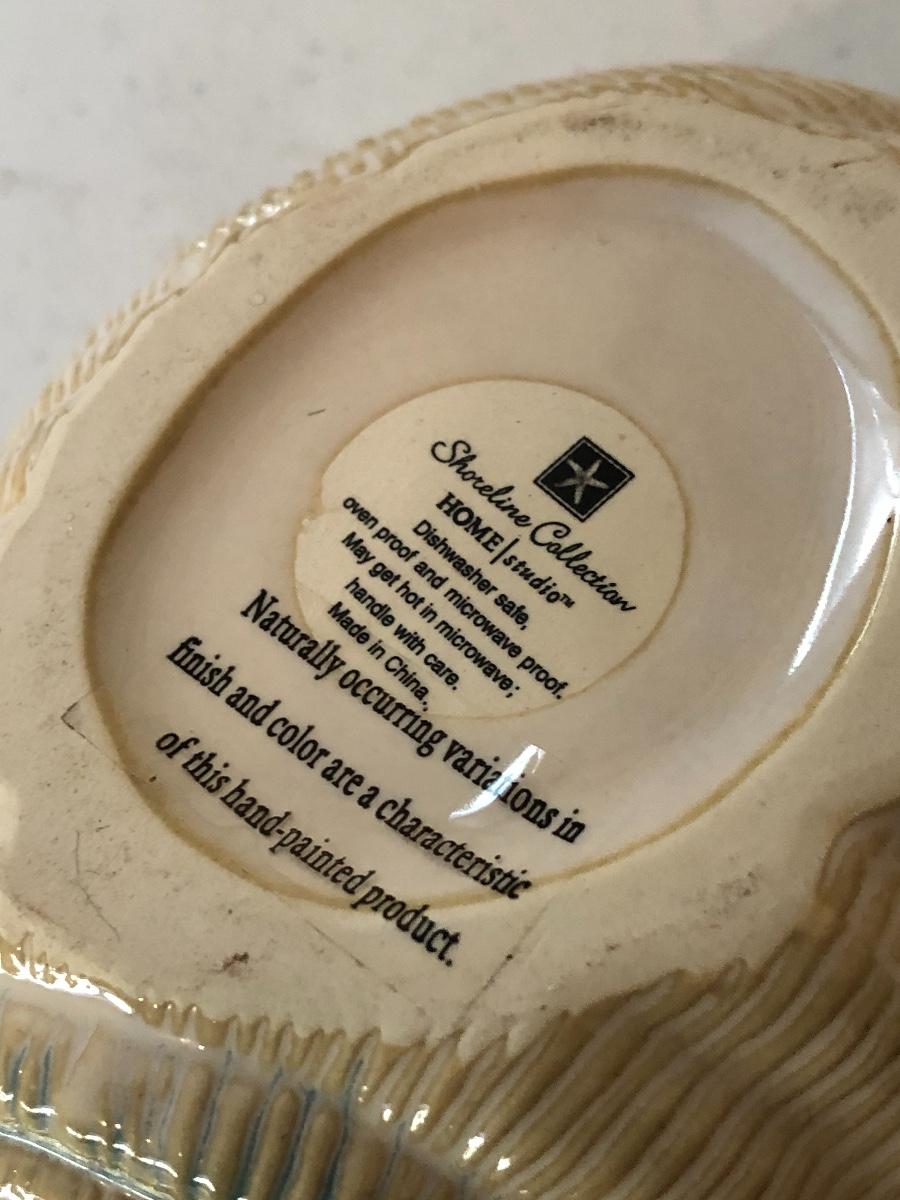 Shoreline Collection
HOME|studio™
Dishwasher safe,
oven proof and microwave proof.
May get hot in microwave;
handle with care.
Made in China.
Naturally occurring variations in
finish and color are a characteristic
of this hand-painted product.